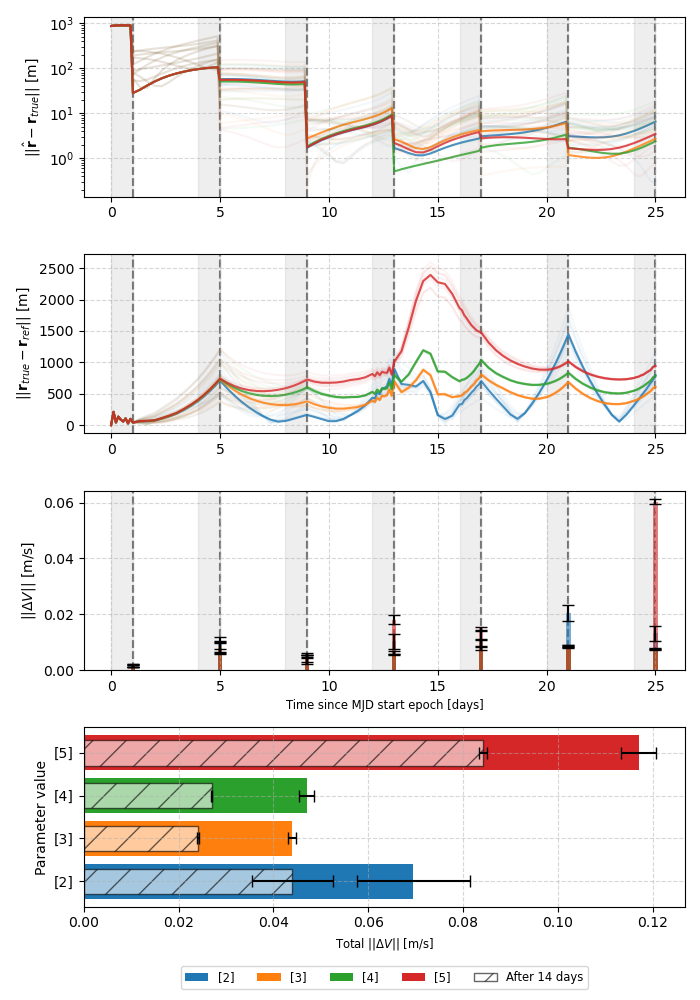 10³
10²
10¹
10⁰
||r̂ − r_true|| [m]
0 5 10 15 20 25
2500
2000
1500
1000
500
0
||r_true − r_ref|| [m]
0 5 10 15 20 25
0.06
0.04
0.02
0.00
||ΔV|| [m/s]
0 5 10 15 20 25
Time since MJD start epoch [days]
Parameter value
[5]
[4]
[3]
[2]
0.00 0.02 0.04 0.06 0.08 0.10 0.12
Total ||ΔV|| [m/s]
[2] [3] [4] [5] After 14 days